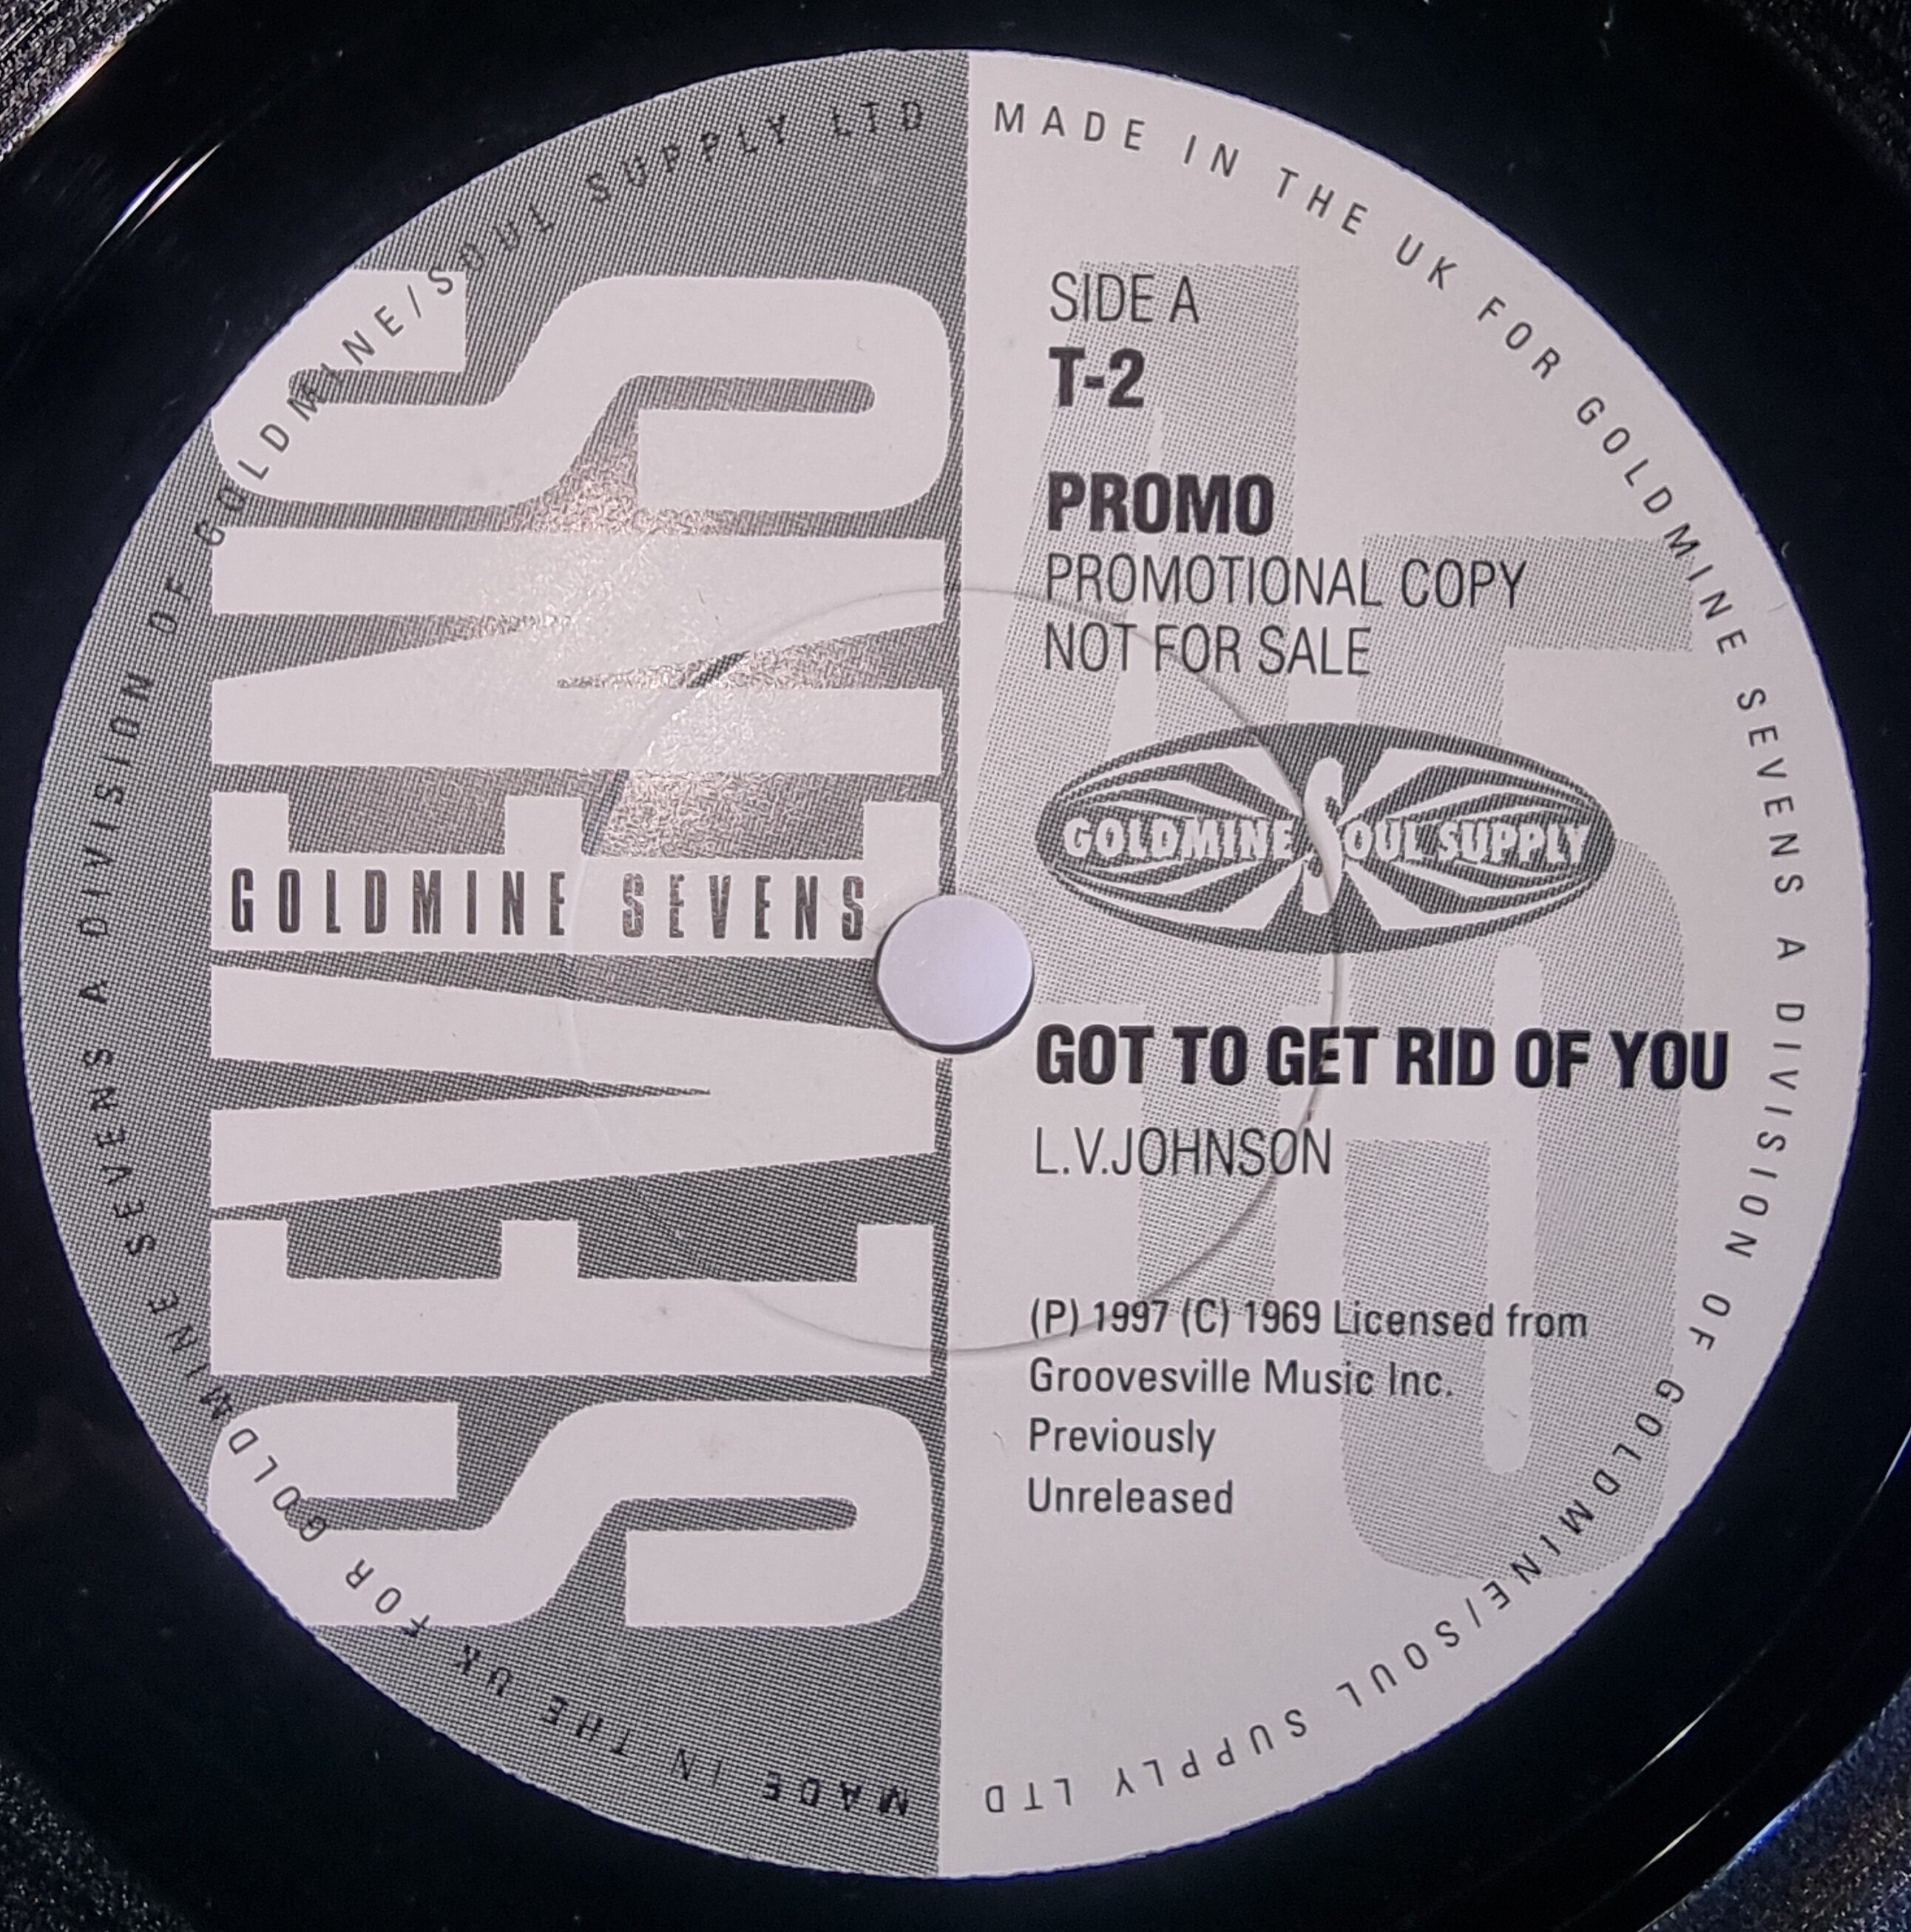 MADE IN THE UK FOR GOLDMINE SEVENS A DIVISION OF GOLDMINE/SOUL SUPPLY LTD
MADE IN THE UK FOR GOLDMINE SEVENS A DIVISION OF GOLDMINE/SOUL SUPPLY LTD
SEVENS
GOLDMINE SEVENS
SIDE A
T-2
PROMO
PROMOTIONAL COPY
NOT FOR SALE
GOLDMINE SOUL SUPPLY
GOT TO GET RID OF YOU
L.V.JOHNSON
(P) 1997 (C) 1969 Licensed from
Groovesville Music Inc.
Previously
Unreleased